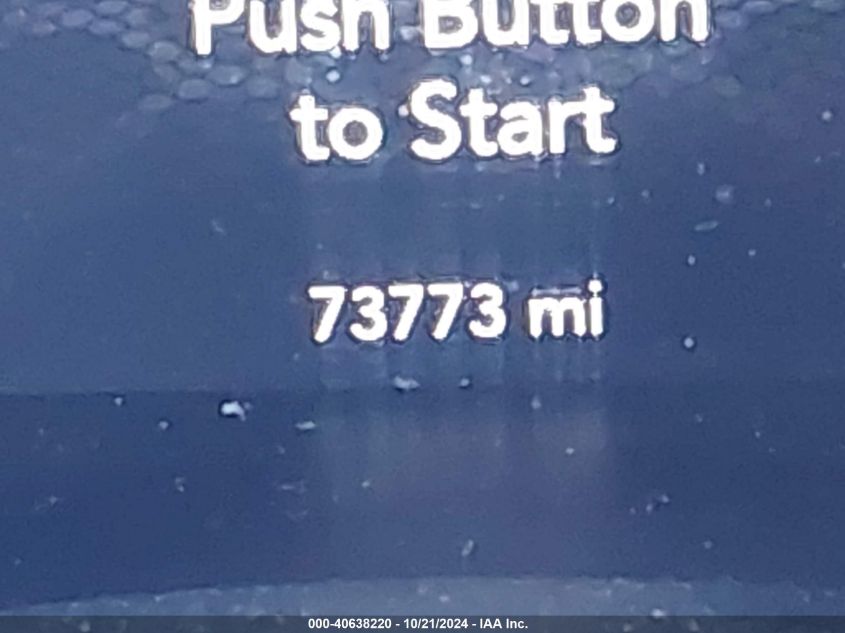 Push Button
to Start
73773 mi
000-40638220 - 10/21/2024 - IAA Inc.